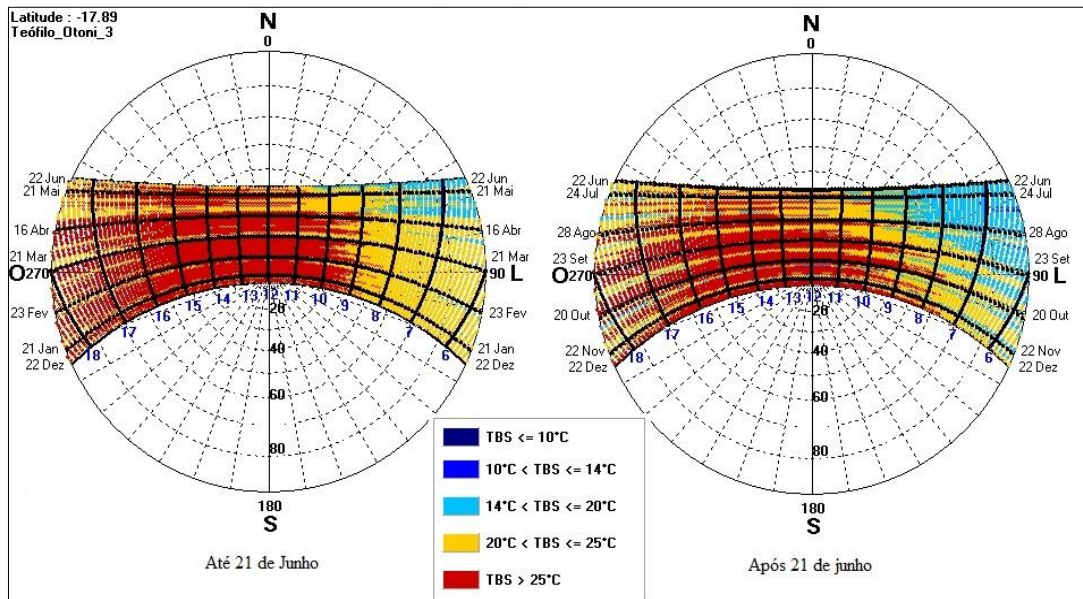 Latitude : -17.89
Teófilo_Otoni_3
N
0
22 Jun
21 Mai
16 Abr
21 Mar
O 270
23 Fev
21 Jan
22 Dez
22 Jun
21 Mai
16 Abr
21 Mar
90 L
23 Fev
21 Jan
22 Dez
18 17 16 15 14 13 12 11 10 9 8 7 6
20
40
60
80
180
S
Até 21 de Junho
N
0
22 Jun
24 Jul
28 Ago
23 Set
O 270
20 Out
22 Nov
22 Dez
22 Jun
24 Jul
28 Ago
23 Set
90 L
20 Out
22 Nov
22 Dez
18 17 16 15 14 13 12 11 10 9 8 7 6
20
40
60
80
180
S
Após 21 de junho
TBS <= 10°C
10°C < TBS <= 14°C
14°C < TBS <= 20°C
20°C < TBS <= 25°C
TBS > 25°C